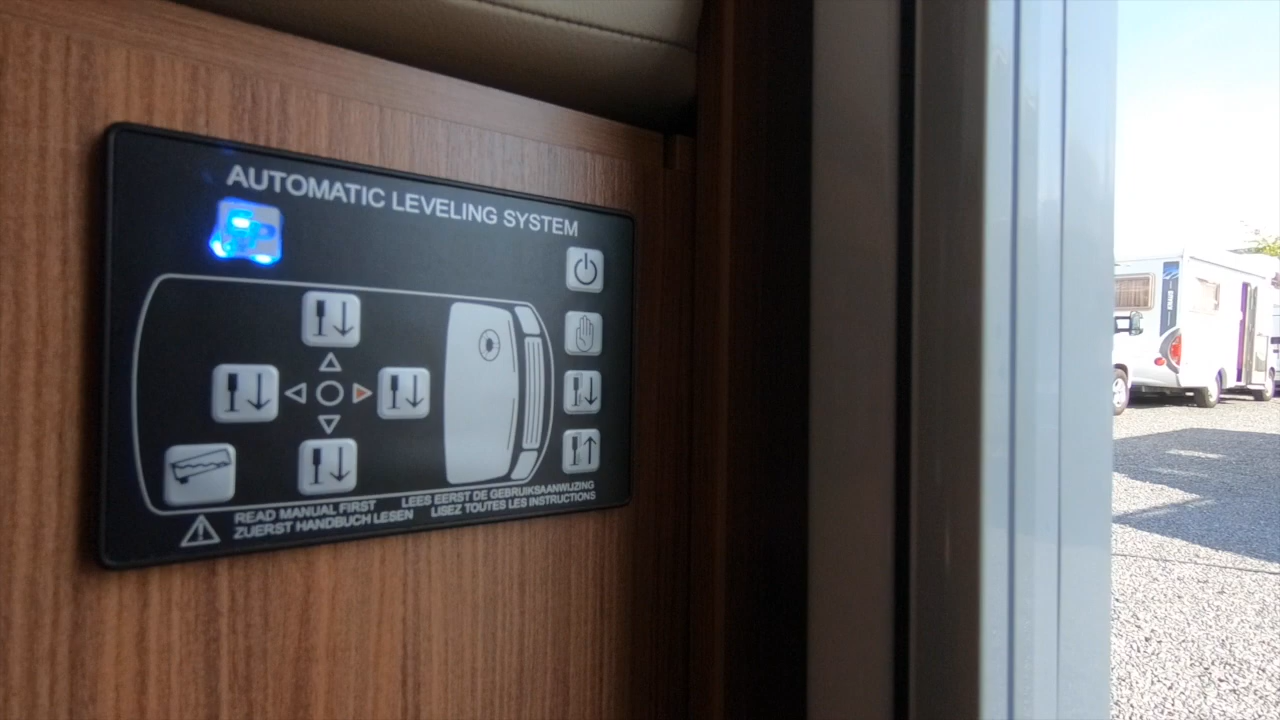 AUTOMATIC LEVELING SYSTEM
READ MANUAL FIRST
ZUERST HANDBUCH LESEN
LEES EERST DE GEBRUIKSAANWIJZING
LISEZ TOUTES LES INSTRUCTIONS